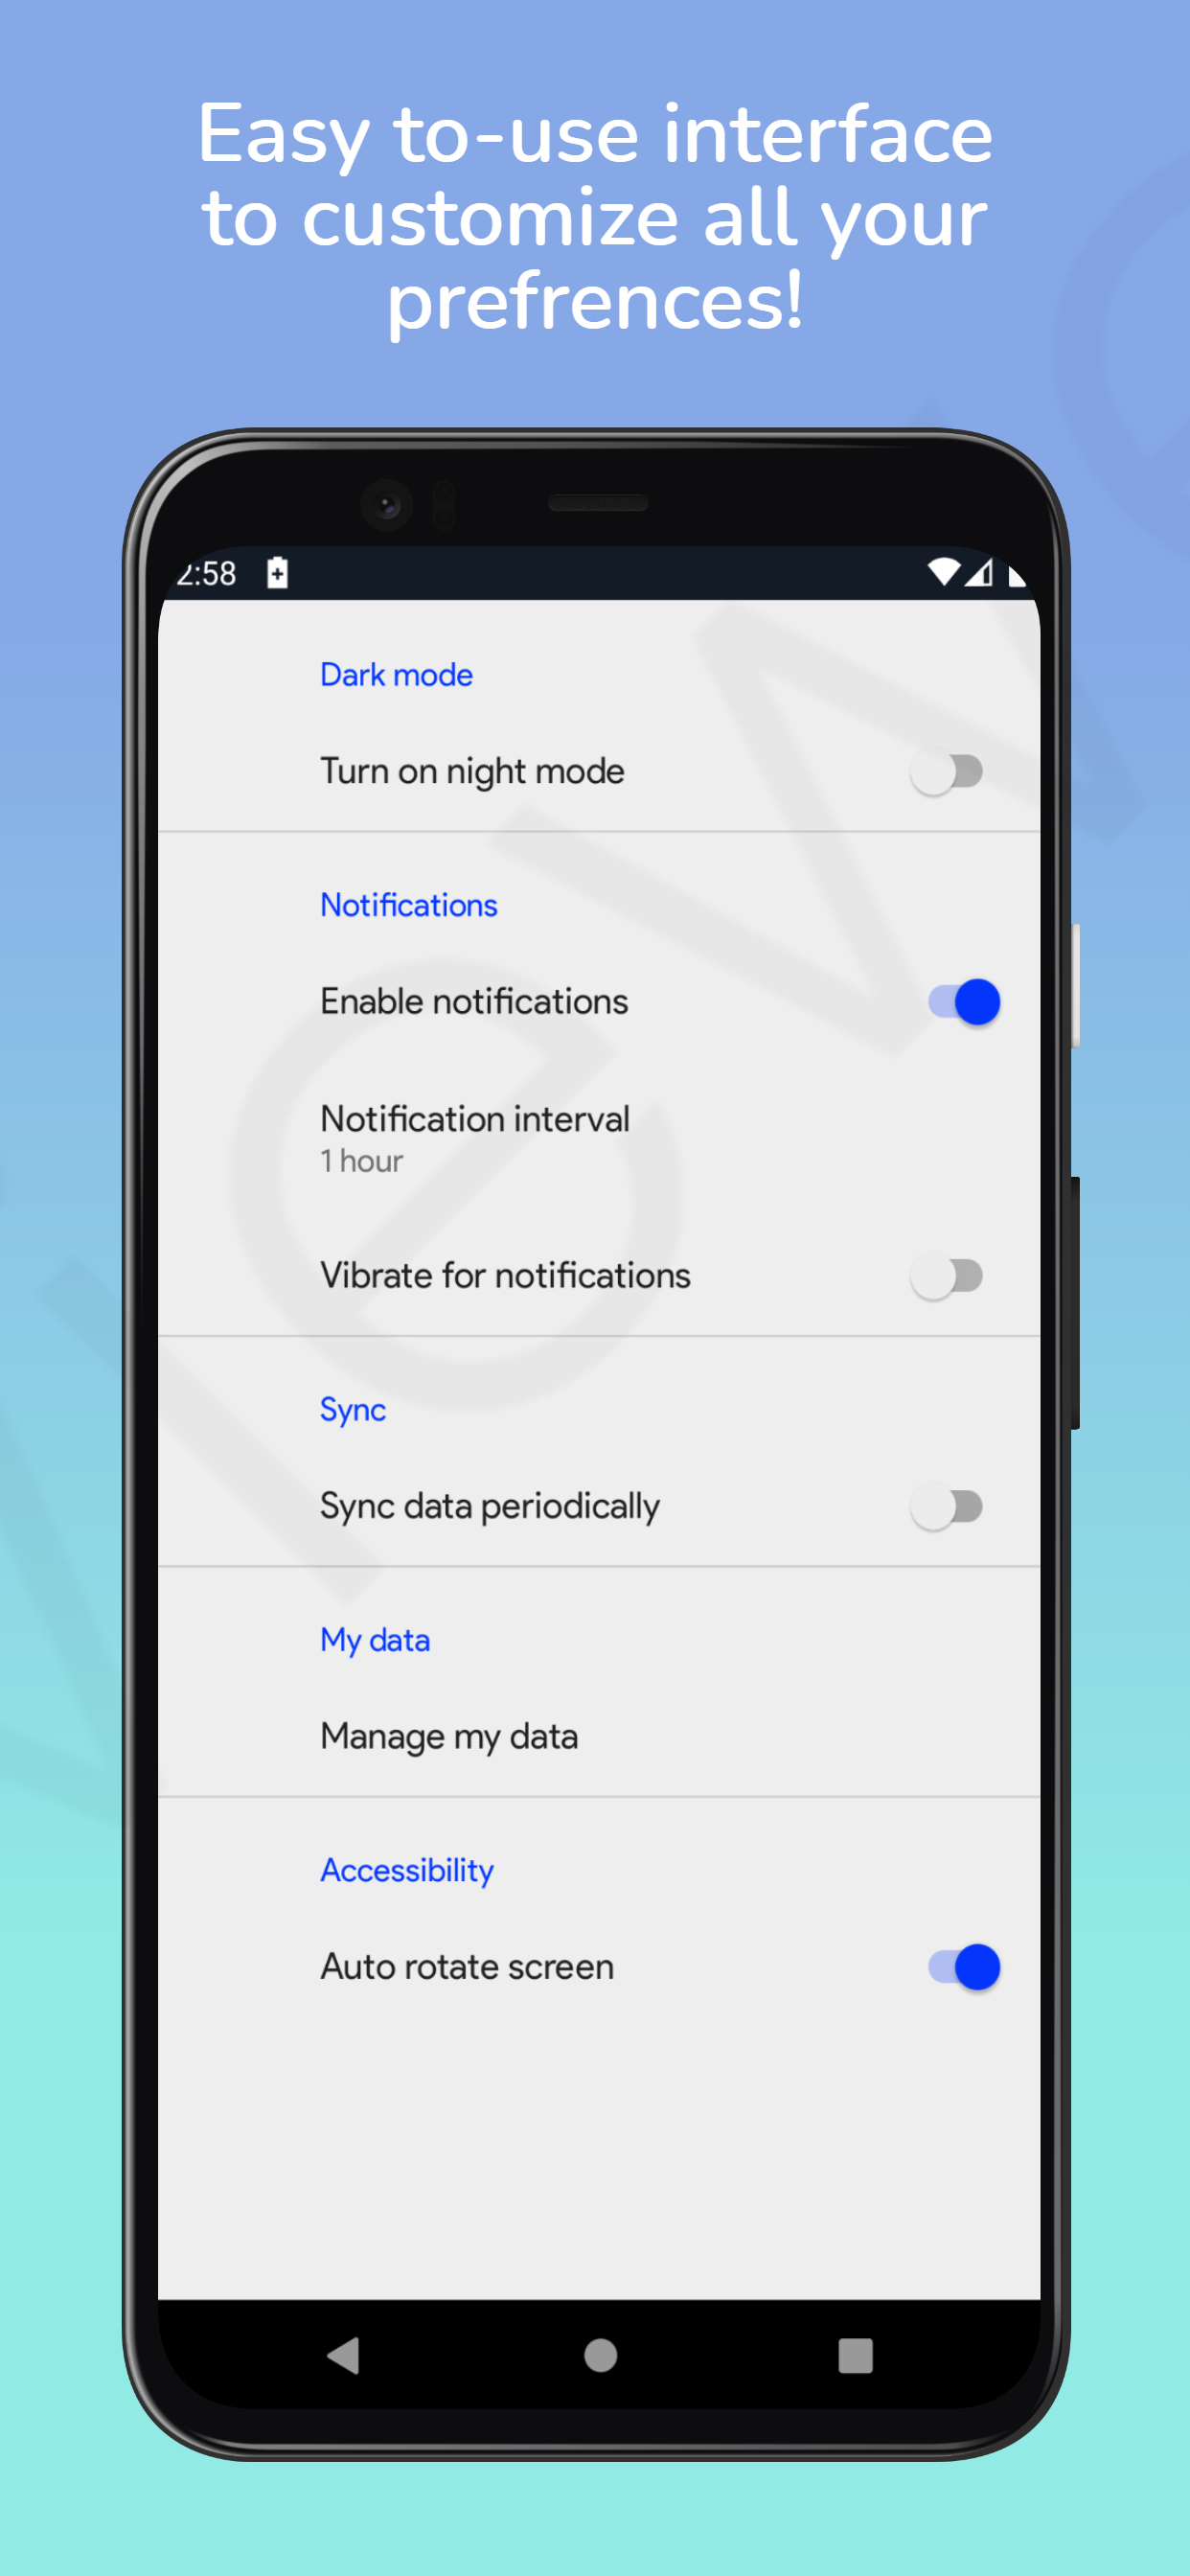 Easy to-use interface
to customize all your
prefrences!
2:58
Dark mode
Turn on night mode
Notifications
Enable notifications
Notification interval
1 hour
Vibrate for notifications
Sync
Sync data periodically
My data
Manage my data
Accessibility
Auto rotate screen